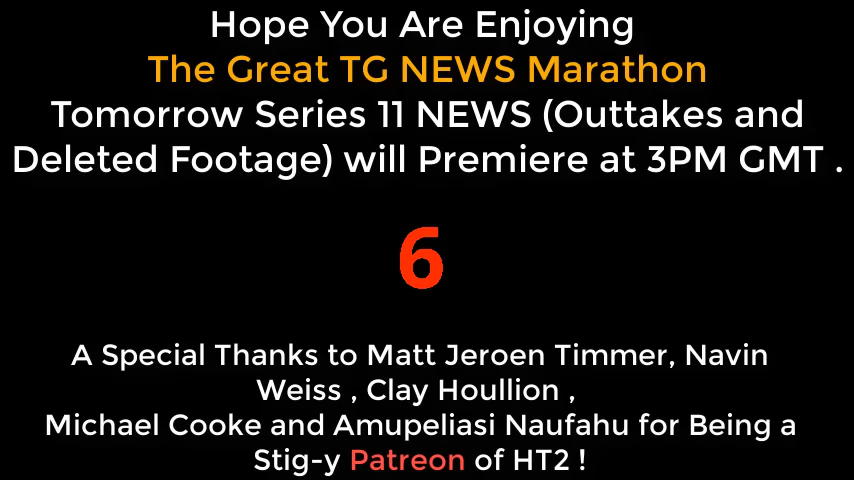 Hope You Are Enjoying
The Great TG NEWS Marathon
Tomorrow Series 11 NEWS (Outtakes and
Deleted Footage) will Premiere at 3PM GMT .
6
A Special Thanks to Matt Jeroen Timmer, Navin
Weiss , Clay Houllion ,
Michael Cooke and Amupeliasi Naufahu for Being a
Stig-y Patreon of HT2 !